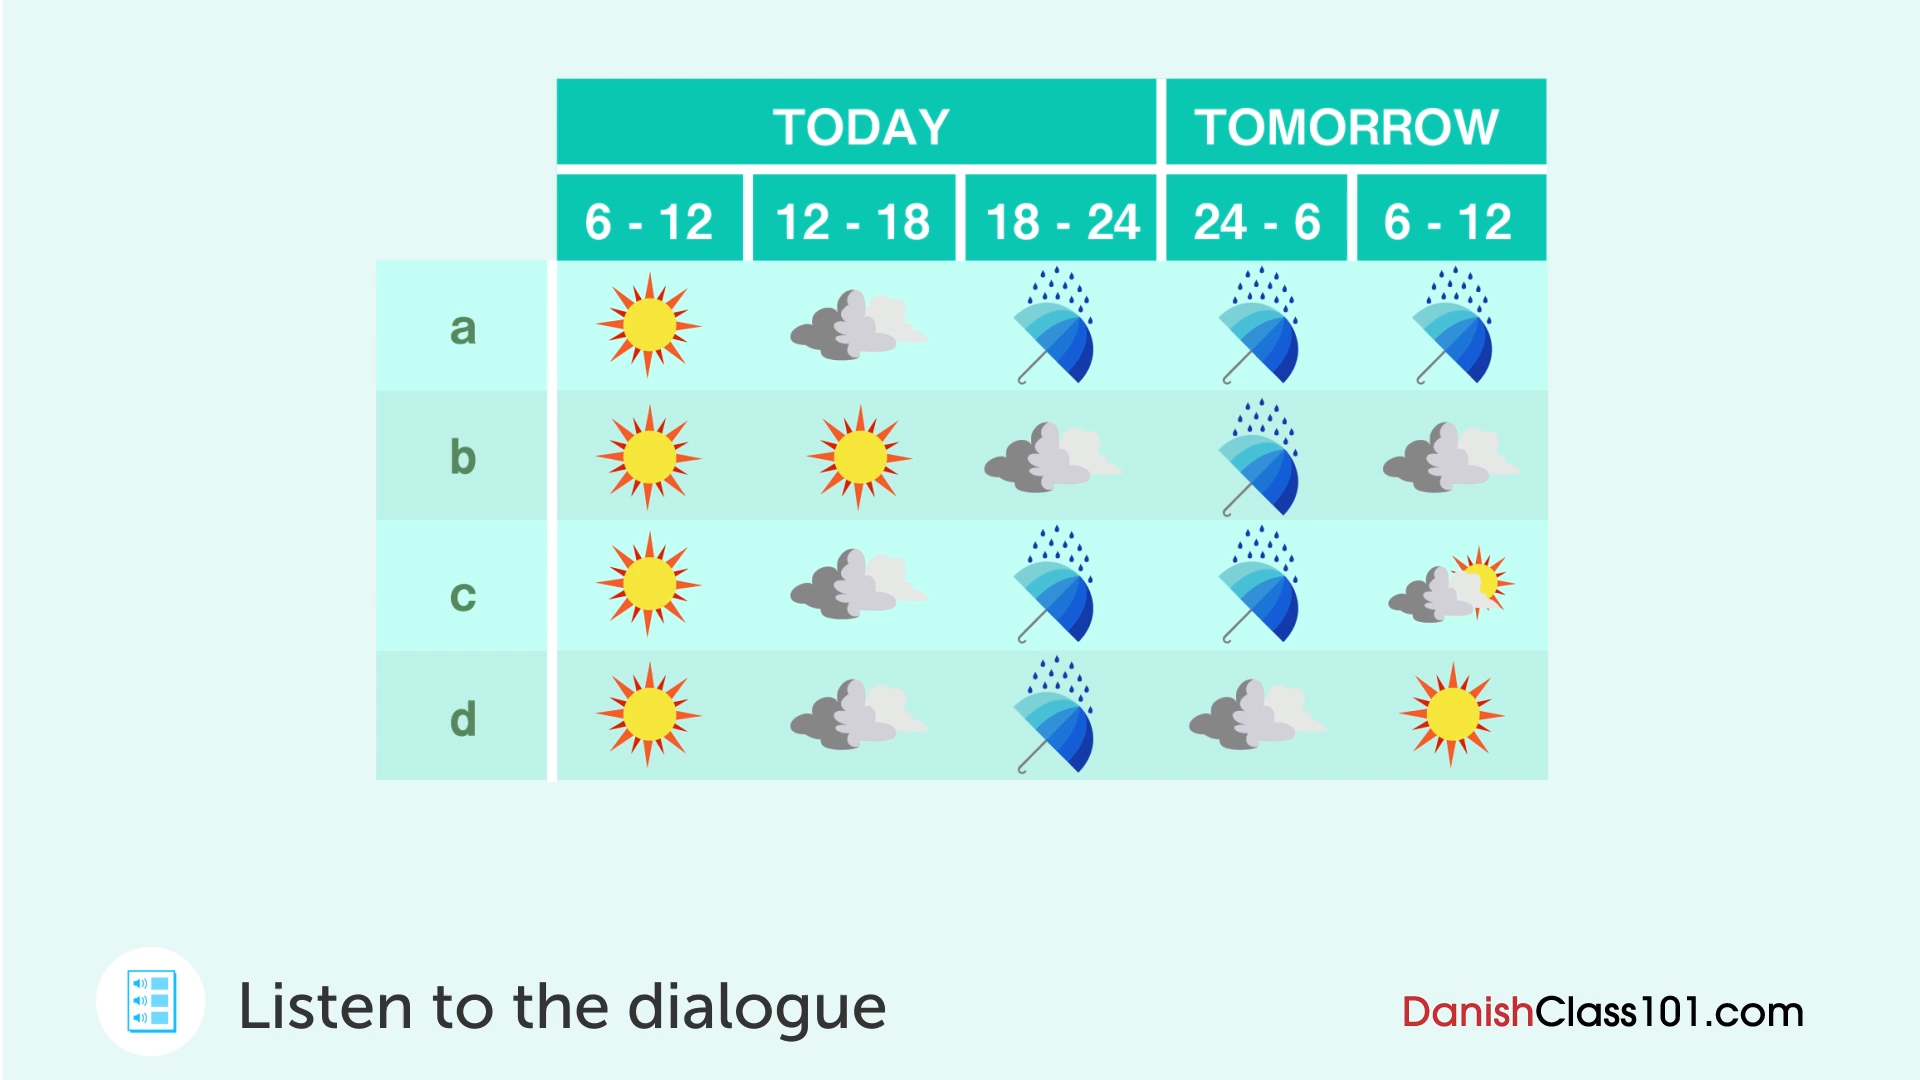 TODAY TOMORROW
6 - 12 12 - 18 18 - 24 24 - 6 6 - 12
a
b
c
d
Listen to the dialogue
DanishClass101.com